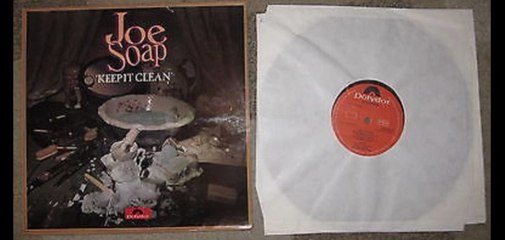 Joe
Soap
'KEEP IT CLEAN'
Polydor
Polydor